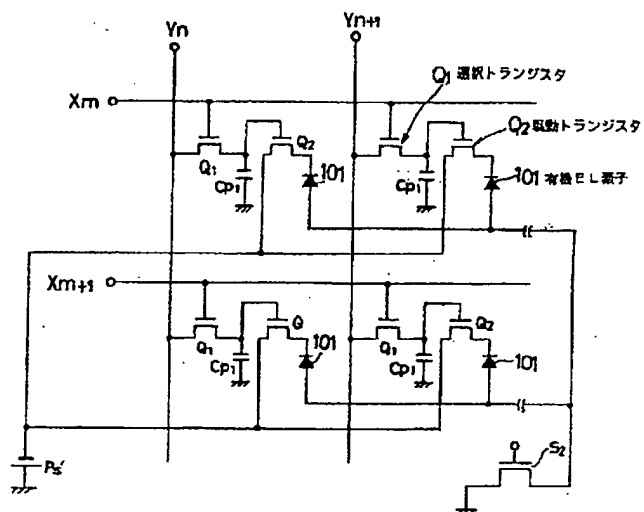 Yn
Yn+1
Q1 選択トランジスタ
Xm
Q2 駆動トランジスタ
Q2
Q1
Cp1
101
Cp1
101 有機EL素子
Xm+1
Q
Q2
Q1
Cp1
101
Q1
Cp1
101
Ps'
S2